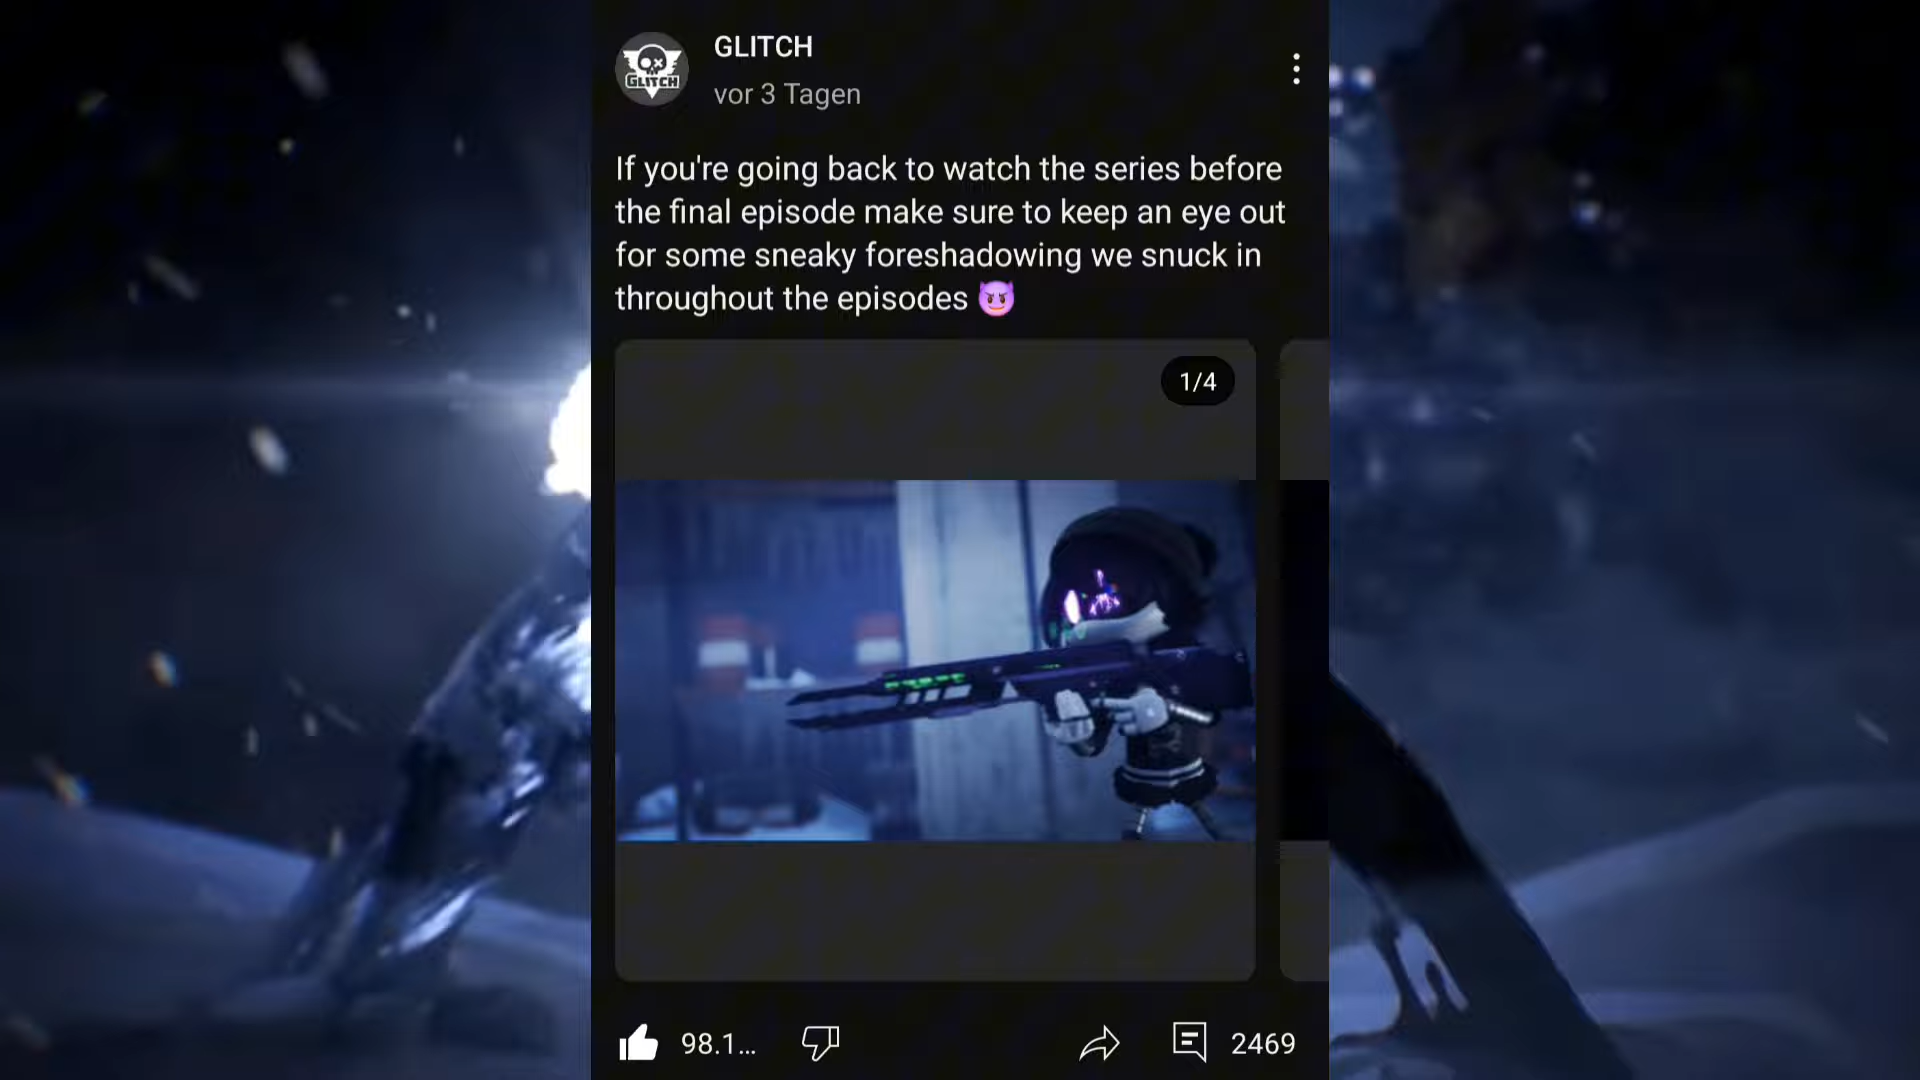 GLITCH
GLITCH
vor 3 Tagen
If you're going back to watch the series before
the final episode make sure to keep an eye out
for some sneaky foreshadowing we snuck in
throughout the episodes 😈
1/4
98.1...
2469